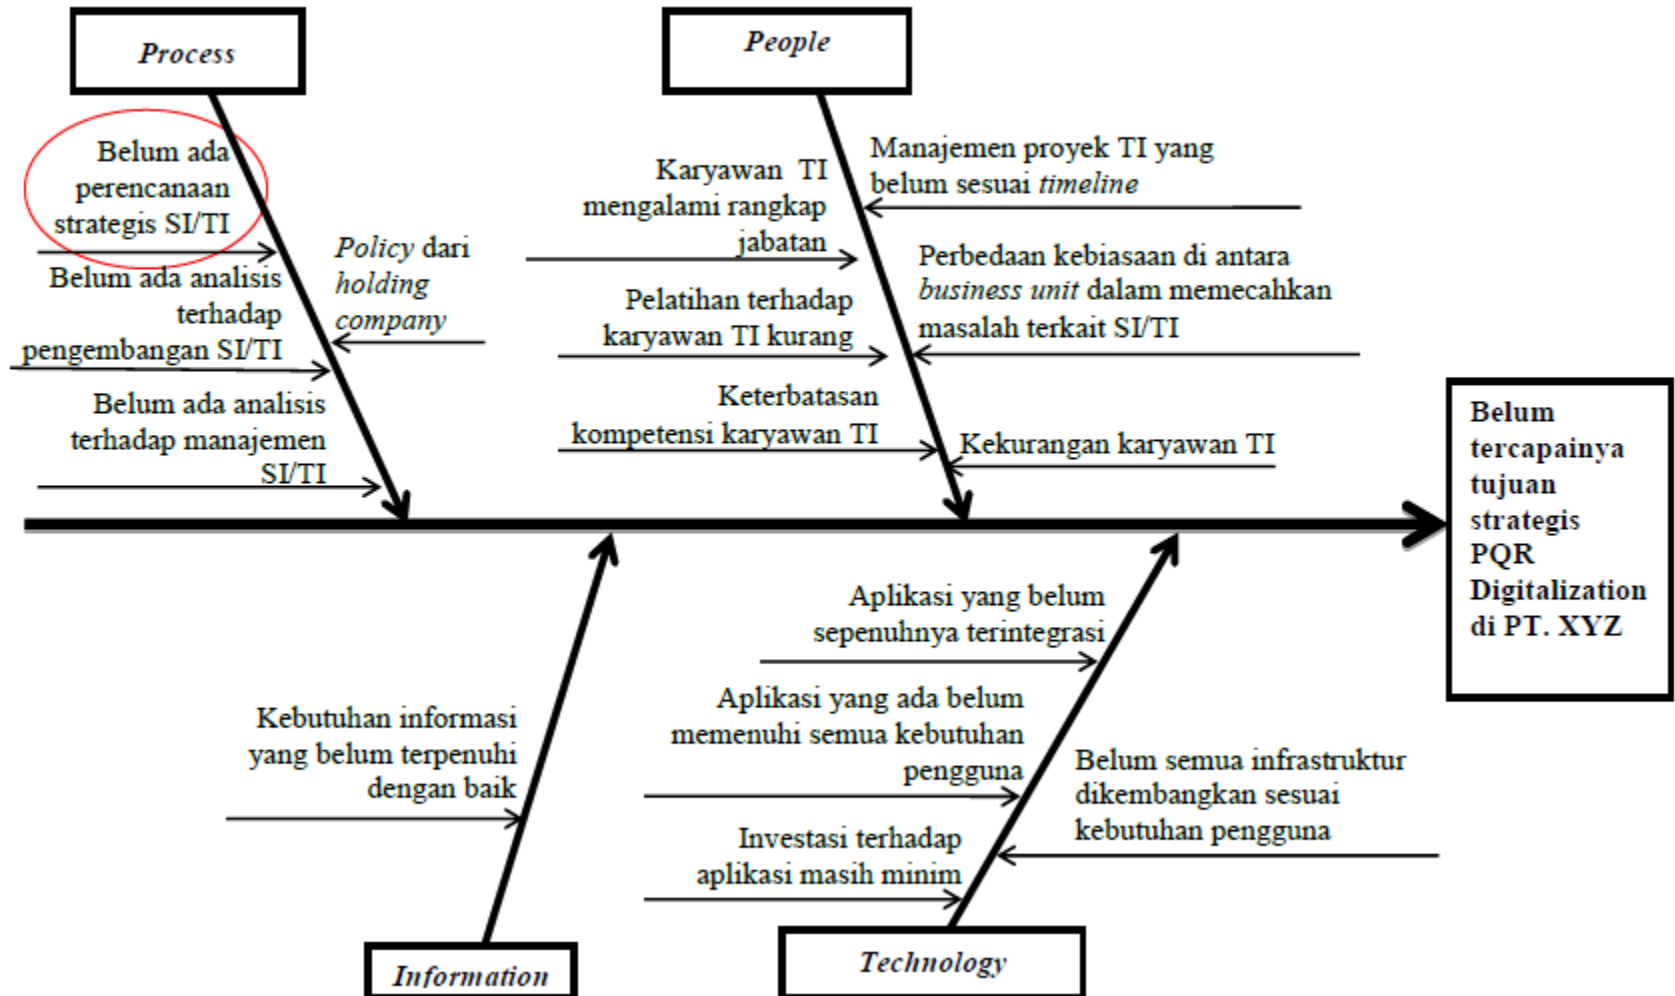 Process
Belum ada
perencanaan
strategis SI/TI
Belum ada analisis
terhadap
pengembangan SI/TI
Belum ada analisis
terhadap manajemen
SI/TI
Policy dari
holding
company
People
Karyawan TI
mengalami rangkap
jabatan
Pelatihan terhadap
karyawan TI kurang
Keterbatasan
kompetensi karyawan TI
Manajemen proyek TI yang
belum sesuai timeline
Perbedaan kebiasaan di antara
business unit dalam memecahkan
masalah terkait SI/TI
Kekurangan karyawan TI
Belum
tercapainya
tujuan
strategis
PQR
Digitalization
di PT. XYZ
Kebutuhan informasi
yang belum terpenuhi
dengan baik
Information
Aplikasi yang belum
sepenuhnya terintegrasi
Aplikasi yang ada belum
memenuhi semua kebutuhan
pengguna
Investasi terhadap
aplikasi masih minim
Belum semua infrastruktur
dikembangkan sesuai
kebutuhan pengguna
Technology